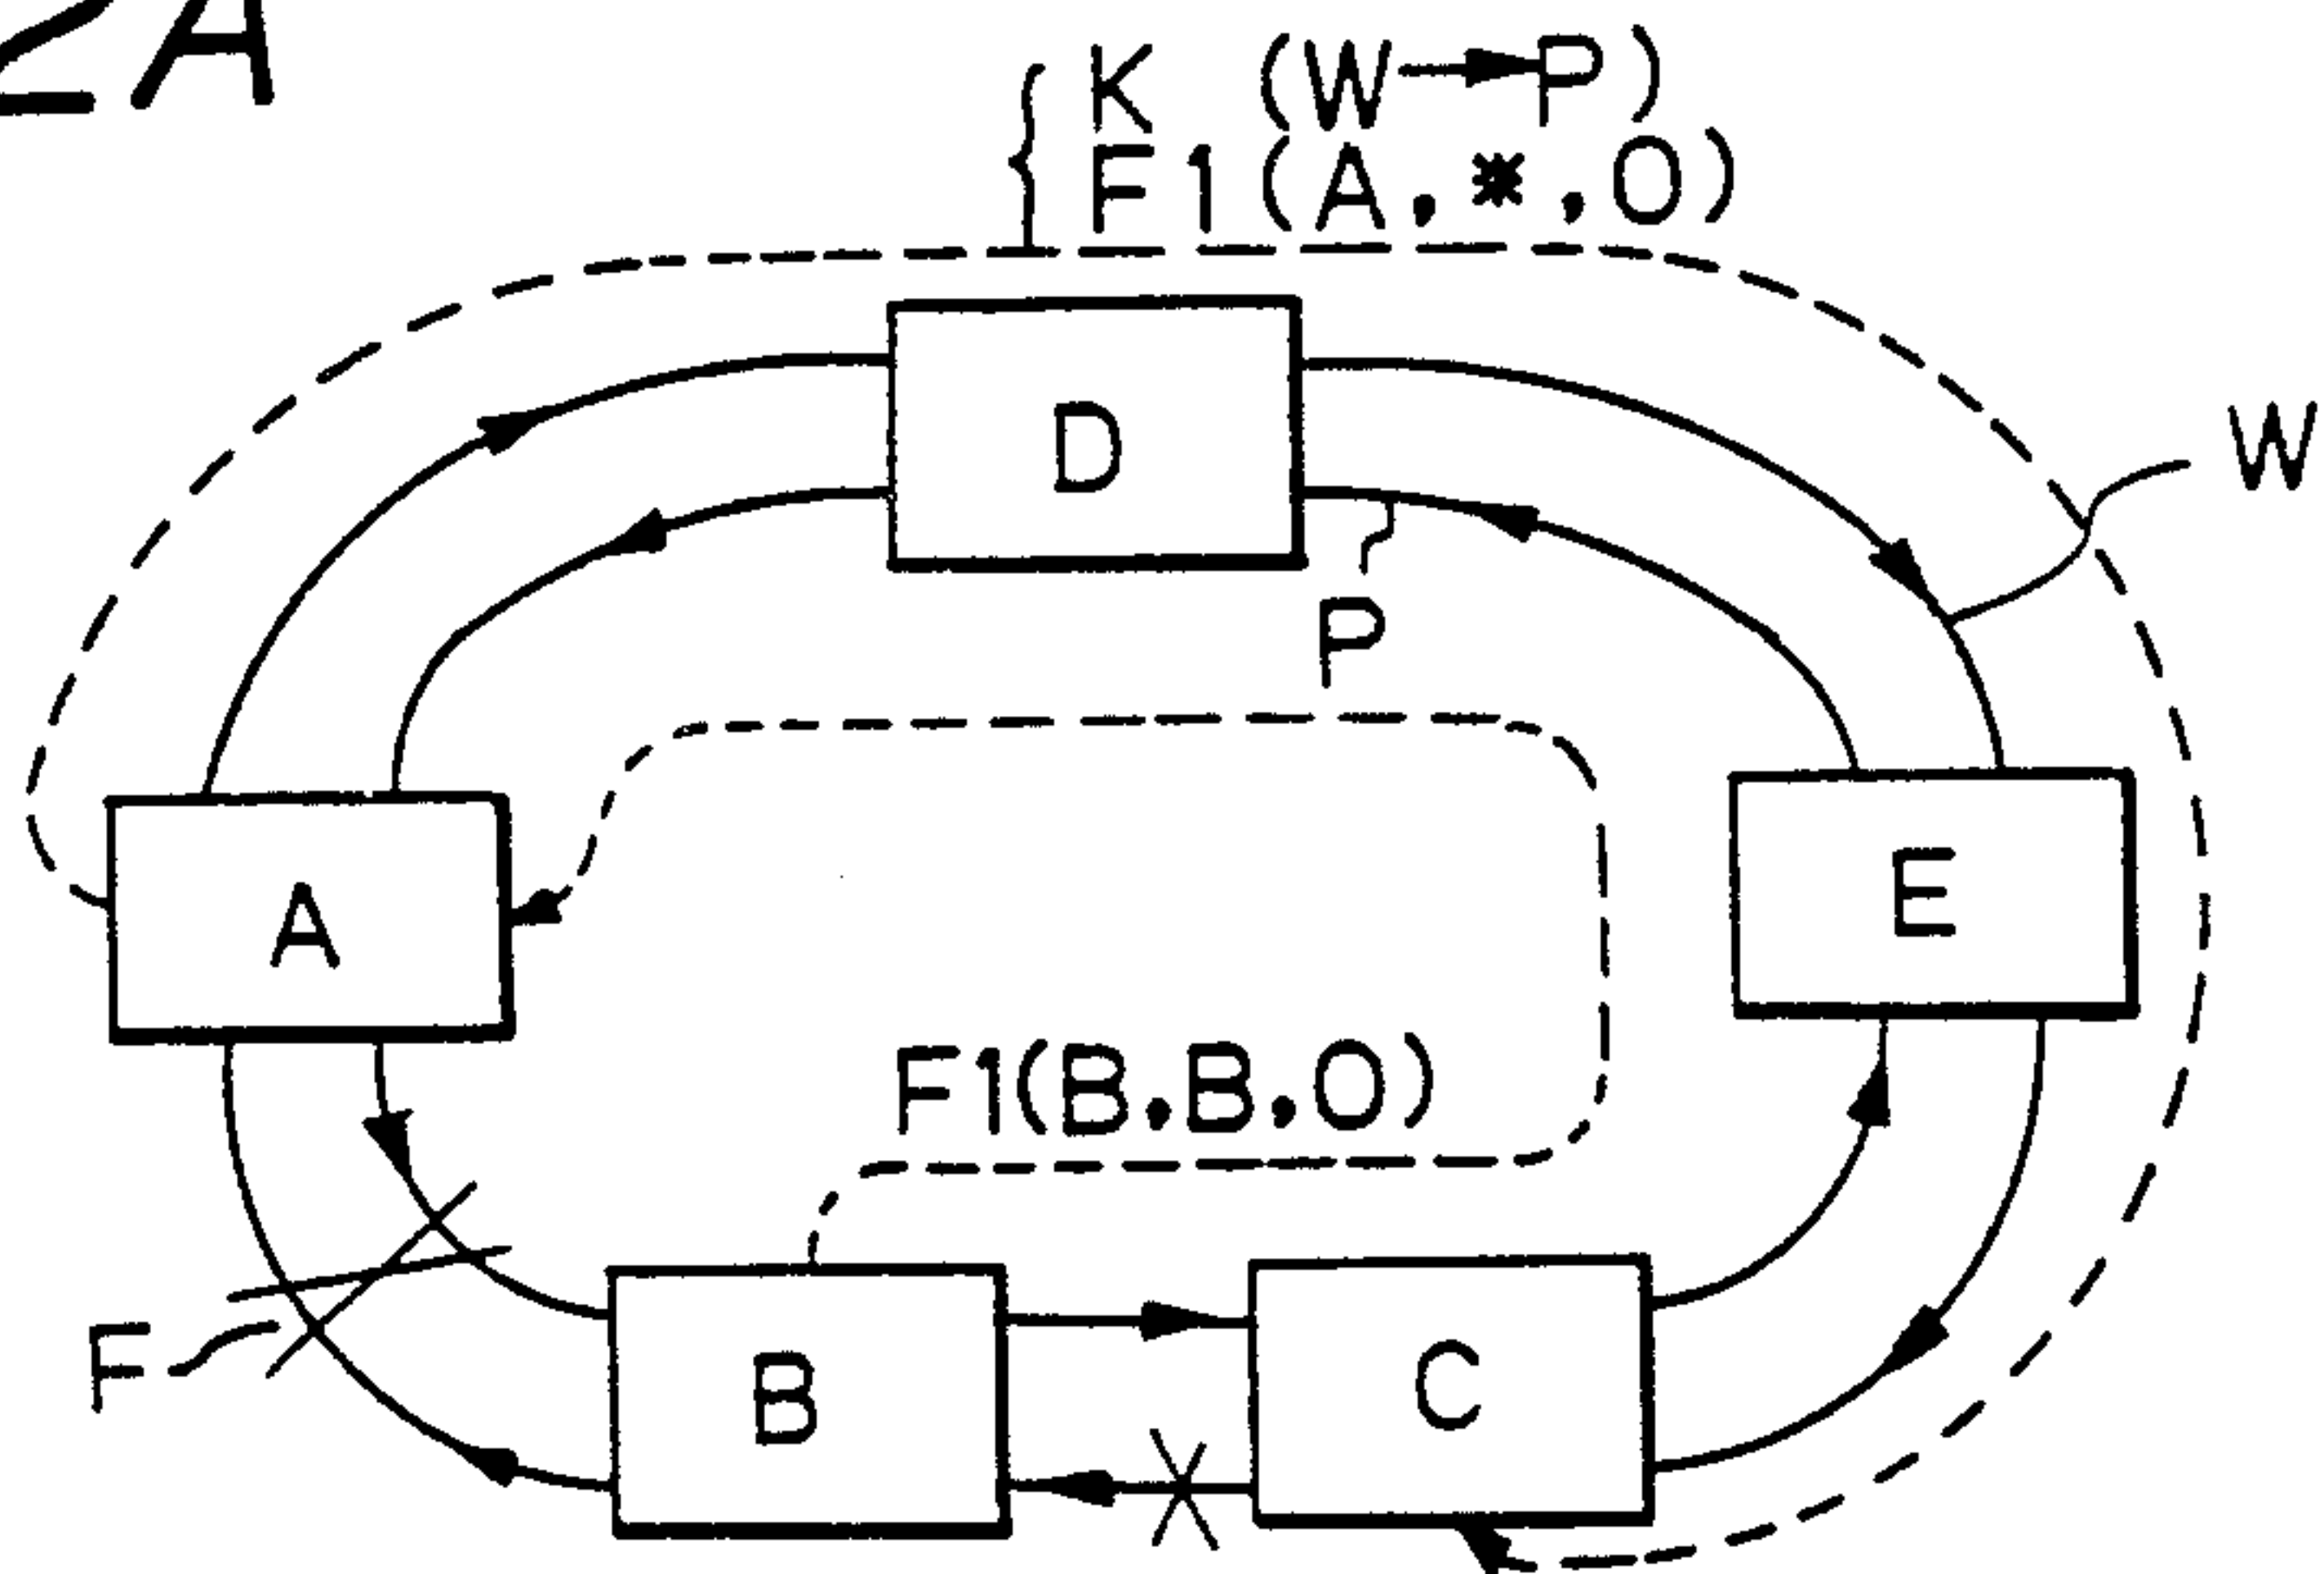 2A
K (W→P)
F1(A,*,0)
D
W
P
A
E
F1(B,B,0)
F
B
C